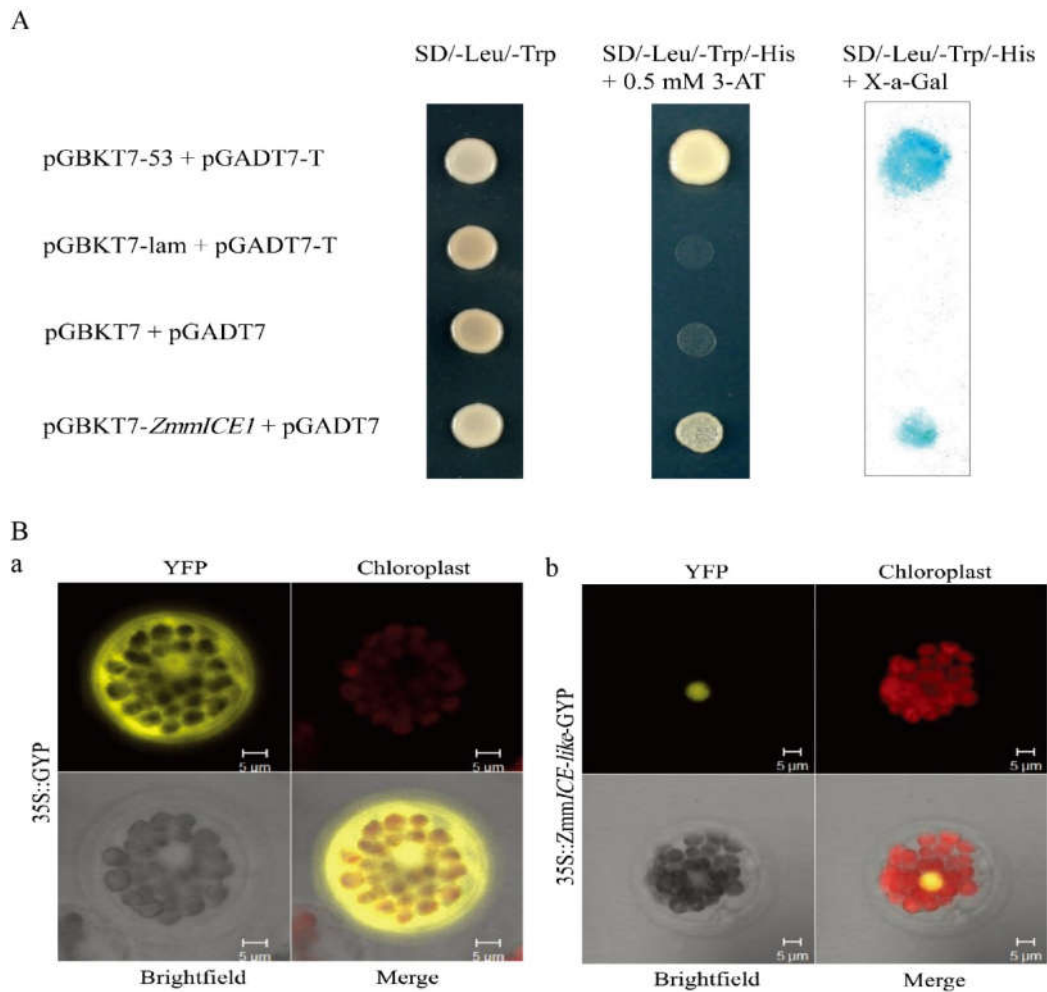 A
SD/-Leu/-Trp
SD/-Leu/-Trp/-His
+ 0.5 mM 3-AT
SD/-Leu/-Trp/-His
+ X-a-Gal
pGBKT7-53 + pGADT7-T
pGBKT7-lam + pGADT7-T
pGBKT7 + pGADT7
pGBKT7-ZmmICE1 + pGADT7
B
a
YFP
Chloroplast
5 µm
5 µm
35S::GYP
5 µm
5 µm
Brightfield
Merge
b
YFP
Chloroplast
5 µm
5 µm
35S::ZmmICE-like-GYP
5 µm
5 µm
Brightfield
Merge